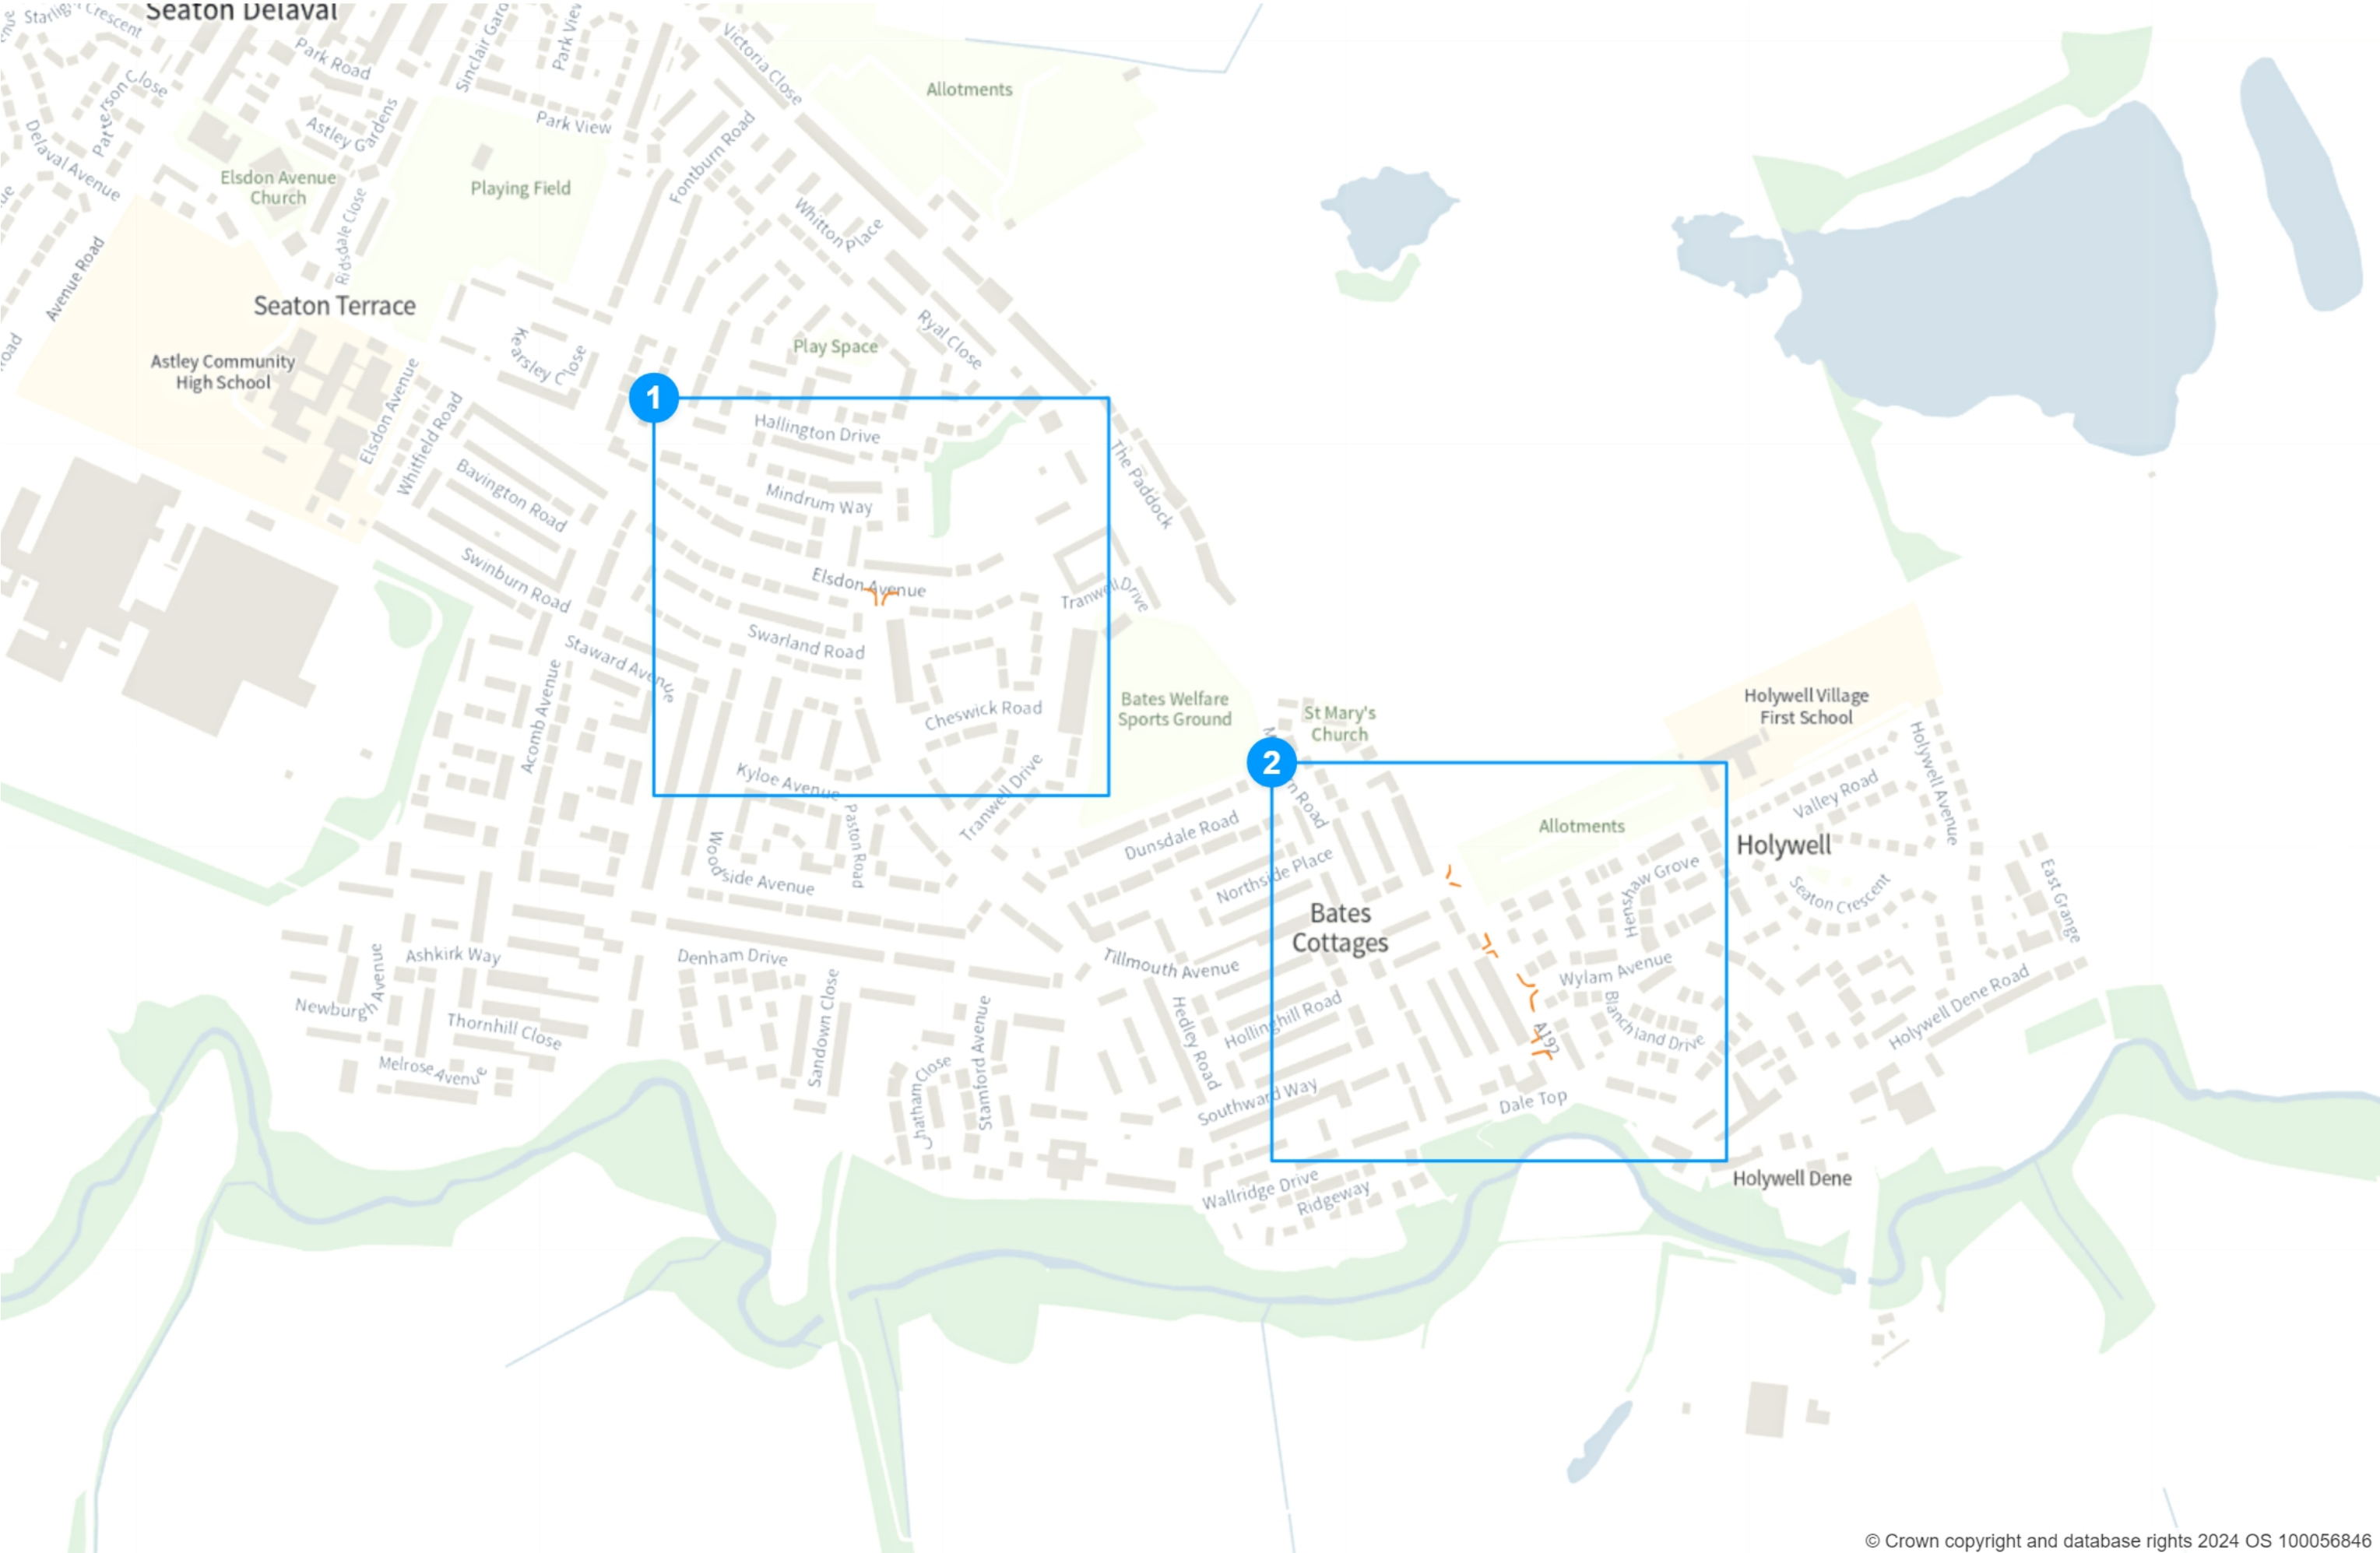 Seaton Delaval
Crescent
Park Road
Park View
Victoria Close
Allotments
Patterson Close
Astley Gardens
Park View
Fontburn Road
Delaval Avenue
Elsdon Avenue
Church
Playing Field
Ridsdale Close
Whitton Place
Avenue Road
Seaton Terrace
Kearsley Close
Ryal Close
Play Space
Astley Community
High School
Elsdon Avenue
Whitfield Road
1
Hallington Drive
The Paddock
Bavington Road
Mindrum Way
Swinburn Road
Elsdon Avenue
Tranwell Drive
Staward Avenue
Swarland Road
Acomb Avenue
Cheswick Road
Bates Welfare
Sports Ground
St Mary's
Church
Holywell Village
First School
Holywell Avenue
2
Kyloe Avenue
Tranwell Drive
Valley Road
Paston Road
Dunsdale Road
Allotments
Holywell
Woodside Avenue
Northside Place
Henshaw Grove
Seaton Crescent
East Grange
Bates
Cottages
Ashkirk Way
Denham Drive
Tillmouth Avenue
Wylam Avenue
Newburgh Avenue
Sandown Close
Stamford Avenue
Hedley Road
Hollinghill Road
A192
Blanchland Drive
Holywell Dene Road
Thornhill Close
Melrose Avenue
Chatham Close
Southward Way
Dale Top
Wallridge Drive
Ridgeway
Holywell Dene
© Crown copyright and database rights 2024 OS 100056846